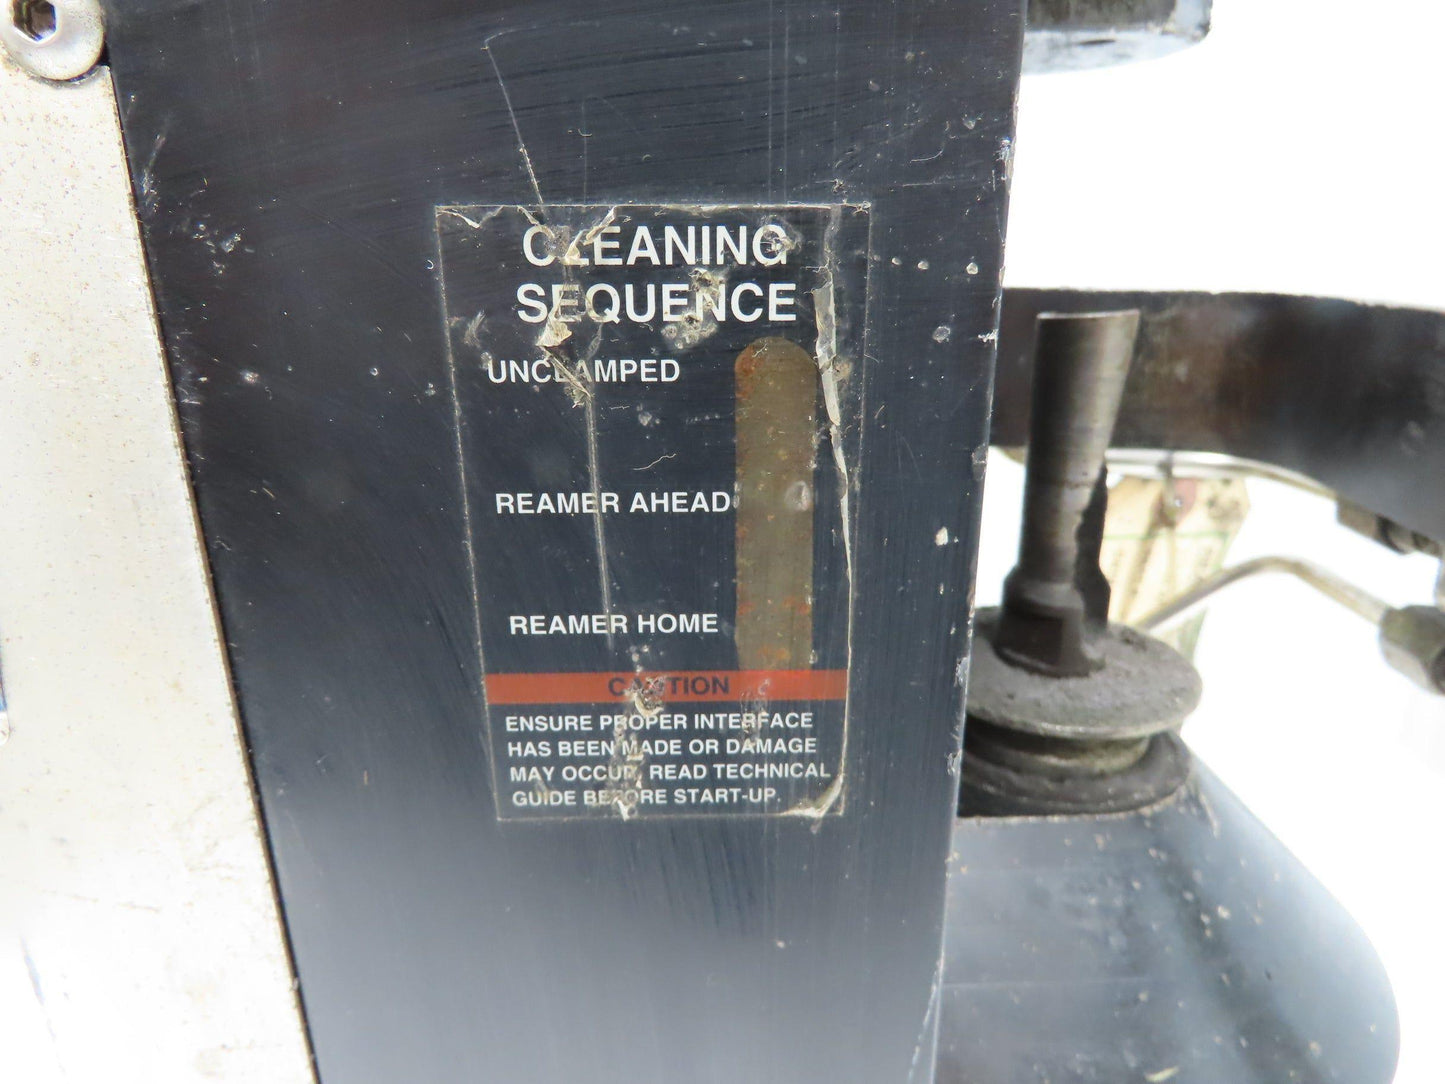 CLEANING
SEQUENCE
UNCLAMPED
REAMER AHEAD
REAMER HOME
CAUTION
ENSURE PROPER INTERFACE
HAS BEEN MADE OR DAMAGE
MAY OCCUR. READ TECHNICAL
GUIDE BEFORE START-UP.